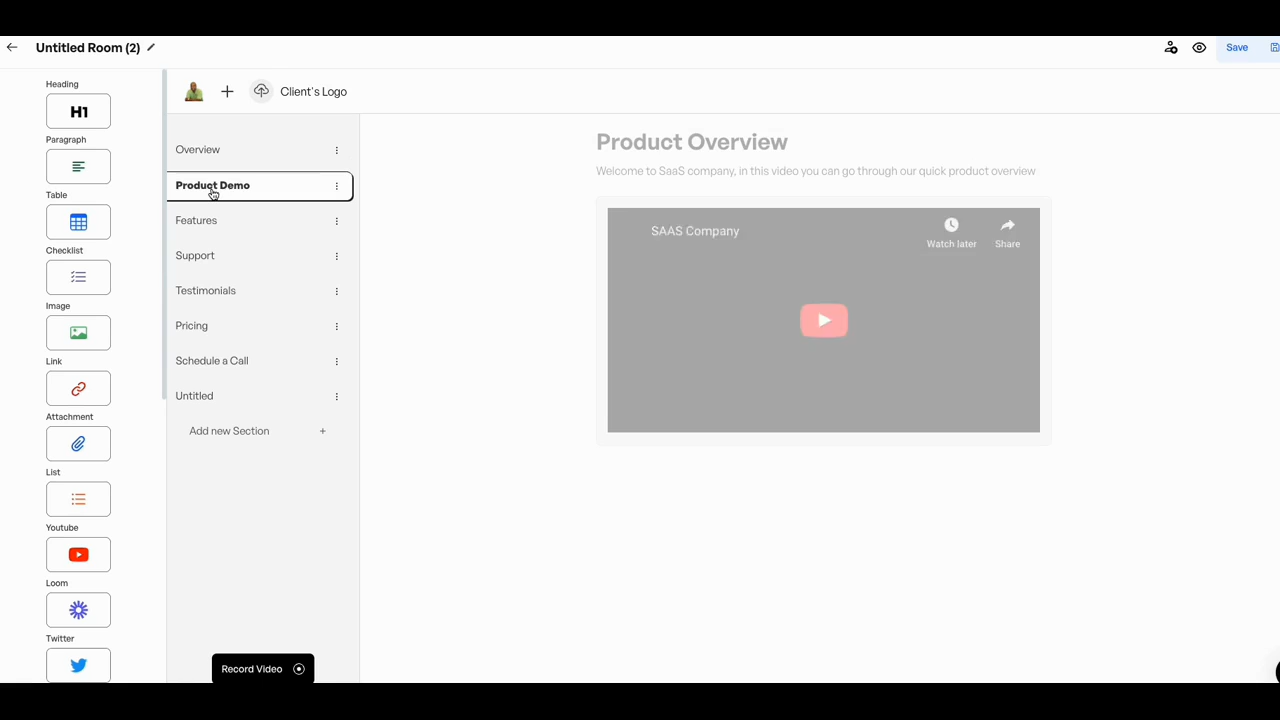 Untitled Room (2)
Save
Heading
H1
Paragraph
Table
Checklist
Image
Link
Attachment
List
Youtube
Loom
Twitter
Client's Logo
Overview
Product Demo
Features
Support
Testimonials
Pricing
Schedule a Call
Untitled
Add new Section +
Record Video
Product Overview
Welcome to SaaS company, in this video you can go through our quick product overview
SAAS Company
Watch later
Share